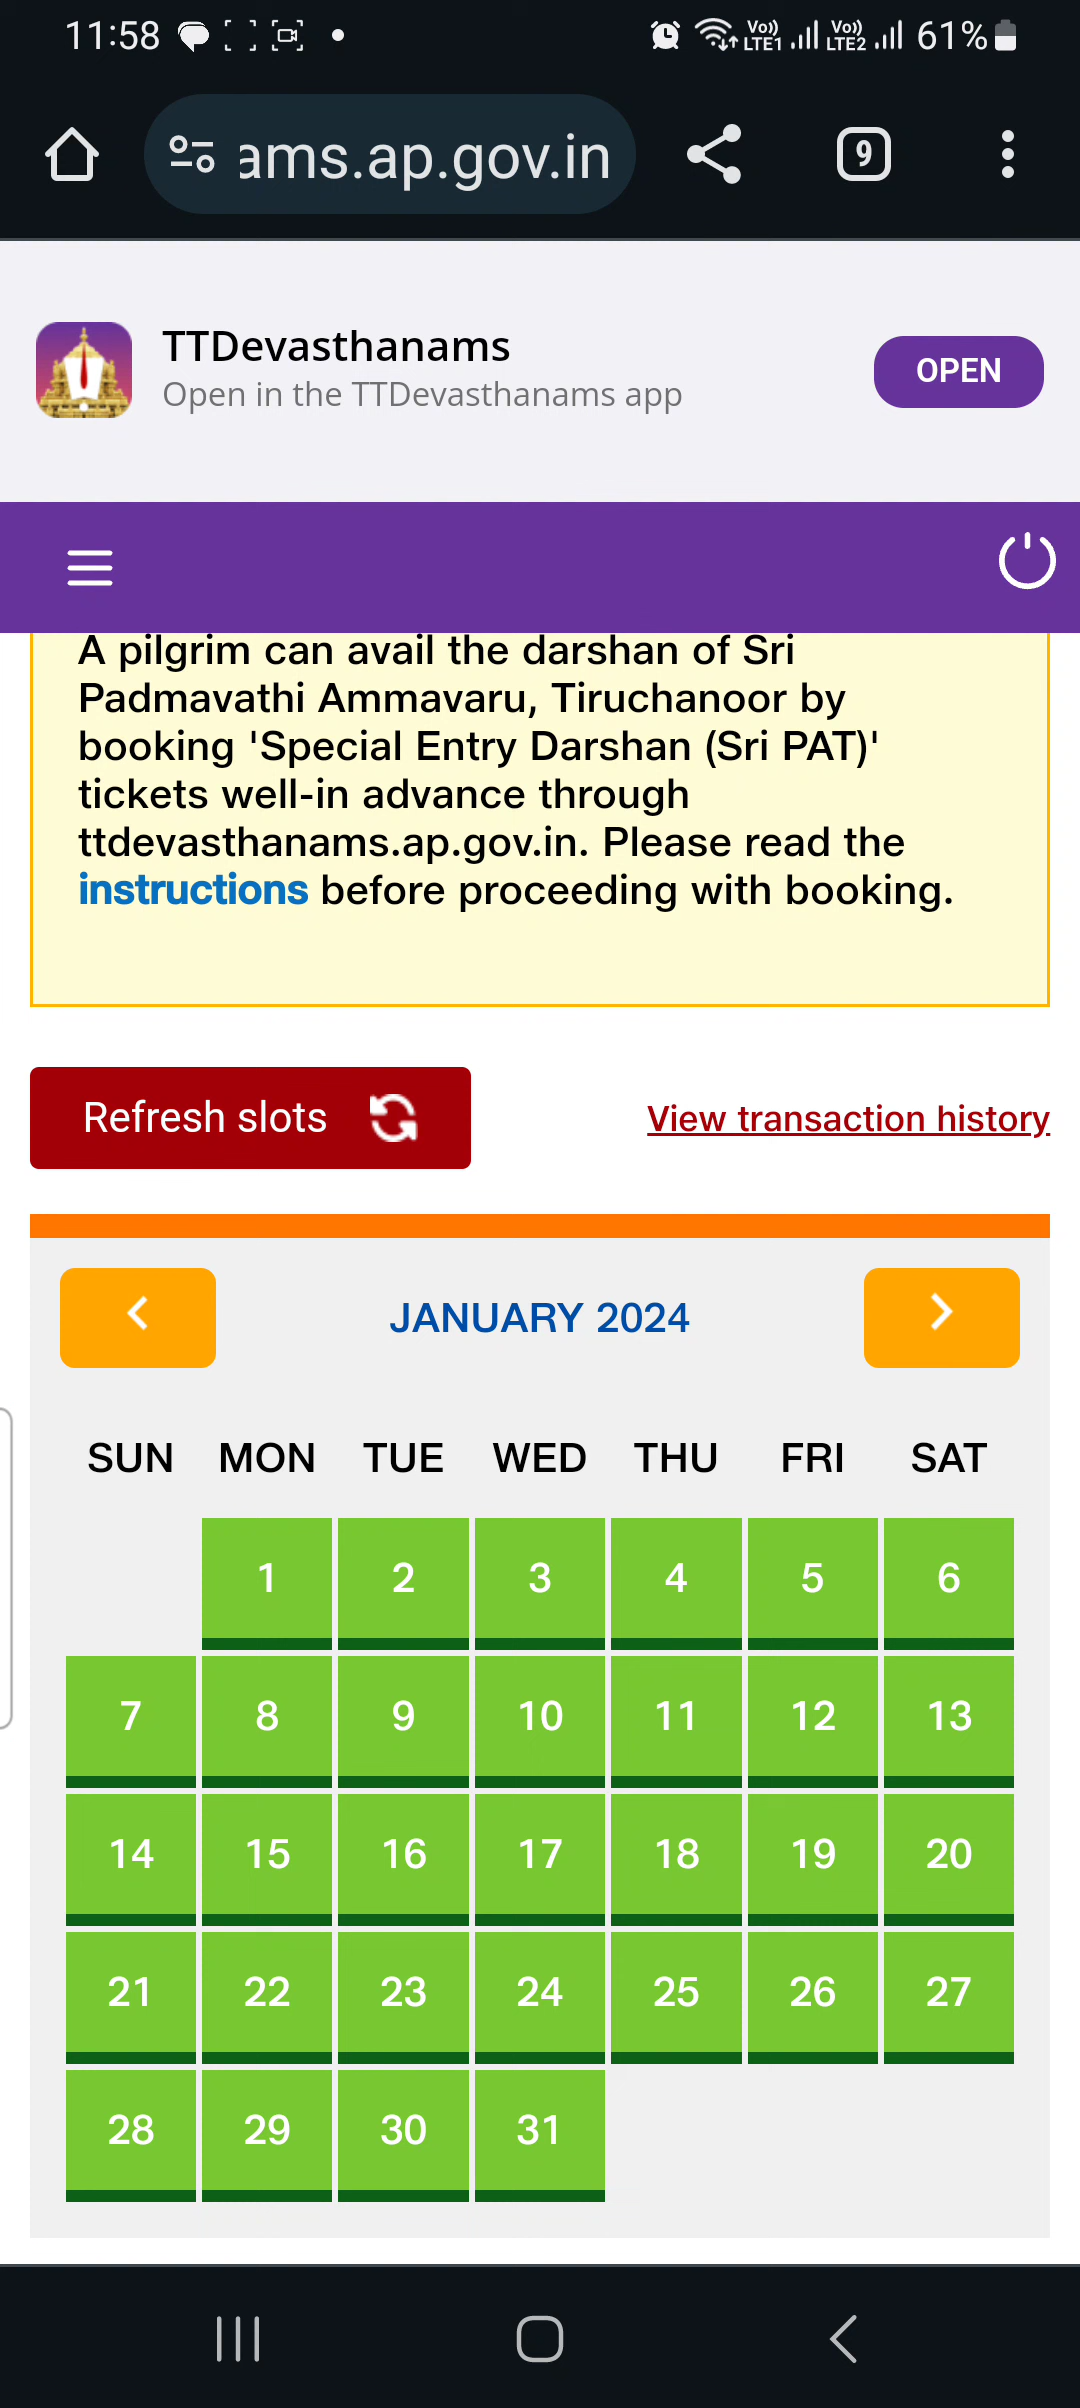 11:58
Vo)) LTE1 Vo)) LTE2 61%
ams.ap.gov.in 9
TTDevasthanams
Open in the TTDevasthanams app
OPEN
A pilgrim can avail the darshan of Sri
Padmavathi Ammavaru, Tiruchanoor by
booking 'Special Entry Darshan (Sri PAT)'
tickets well-in advance through
ttdevasthanams.ap.gov.in. Please read the
instructions before proceeding with booking.
Refresh slots
View transaction history
JANUARY 2024
SUN MON TUE WED THU FRI SAT
1 2 3 4 5 6
7 8 9 10 11 12 13
14 15 16 17 18 19 20
21 22 23 24 25 26 27
28 29 30 31